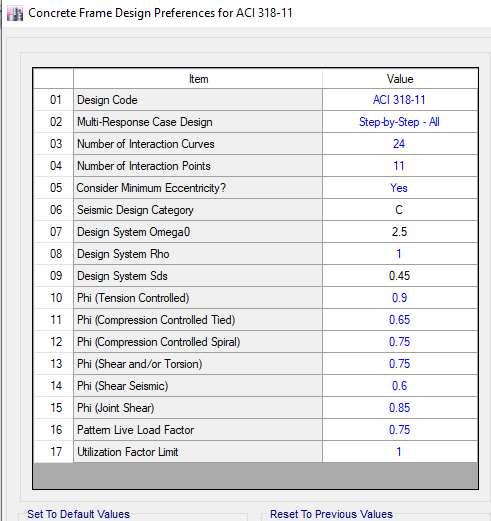 Concrete Frame Design Preferences for ACI 318-11
Item Value
01 Design Code ACI 318-11
02 Multi-Response Case Design Step-by-Step - All
03 Number of Interaction Curves 24
04 Number of Interaction Points 11
05 Consider Minimum Eccentricity? Yes
06 Seismic Design Category C
07 Design System Omega0 2.5
08 Design System Rho 1
09 Design System Sds 0.45
10 Phi (Tension Controlled) 0.9
11 Phi (Compression Controlled Tied) 0.65
12 Phi (Compression Controlled Spiral) 0.75
13 Phi (Shear and/or Torsion) 0.75
14 Phi (Shear Seismic) 0.6
15 Phi (Joint Shear) 0.85
16 Pattern Live Load Factor 0.75
17 Utilization Factor Limit 1
Set To Default Values Reset To Previous Values